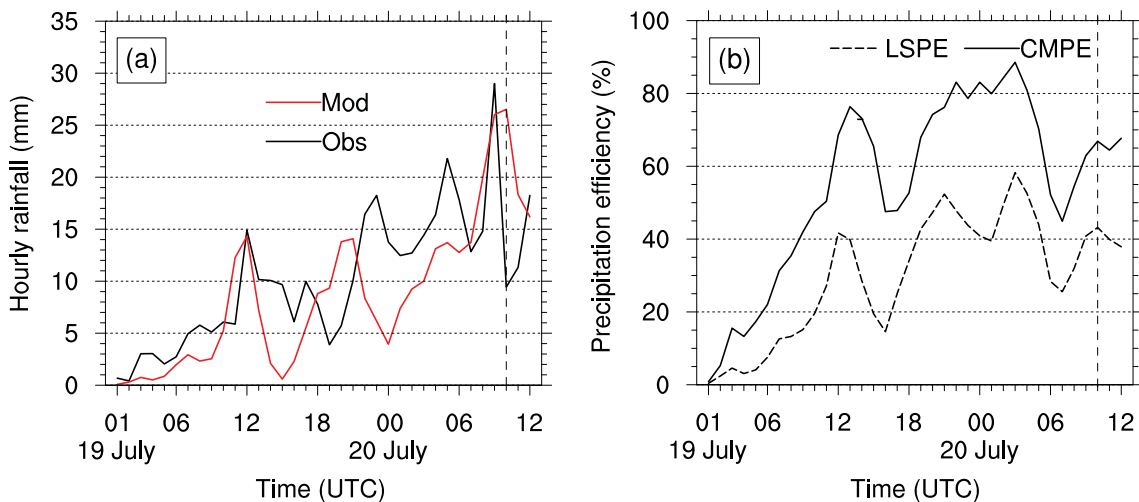 (a)
Hourly rainfall (mm)
35
30
25
20
15
10
5
0
Mod
Obs
01 06 12 18 00 06 12
19 July 20 July
Time (UTC)
(b)
Precipitation efficiency (%)
100
80
60
40
20
0
LSPE CMPE
01 06 12 18 00 06 12
19 July 20 July
Time (UTC)